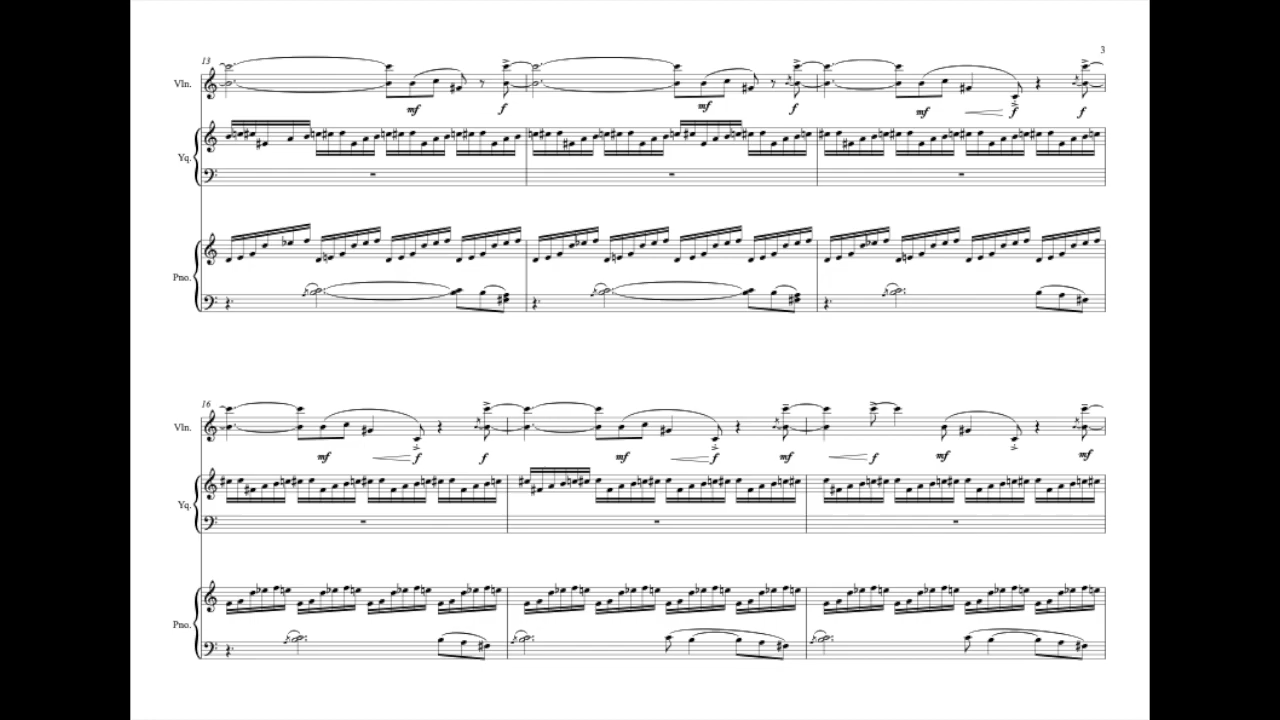 3
13
Vln.
mf f mf f mf f f
Yq.
Pno.
16
Vln.
mf f f mf f mf f mf mf
Yq.
Pno.